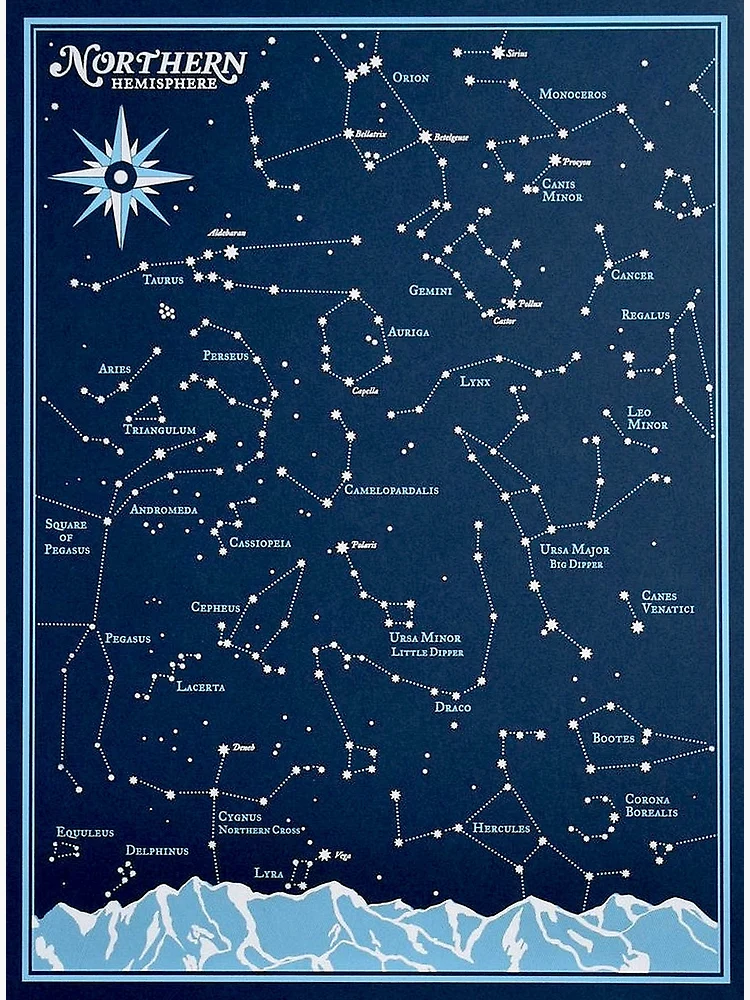 Northern
Hemisphere
Sirius
Orion
Monoceros
Bellatrix
Betelgeuse
Procyon
Canis
Minor
Aldebaran
Taurus
Gemini
Cancer
Pollux
Castor
Regalus
Auriga
Perseus
Aries
Capella
Lynx
Triangulum
Leo
Minor
Camelopardalis
Andromeda
Square
of
Pegasus
Cassiopeia
Polaris
Ursa Major
Big Dipper
Cepheus
Canes
Venatici
Pegasus
Ursa Minor
Little Dipper
Lacerta
Draco
Bootes
Deneb
Cygnus
Northern Cross
Corona
Borealis
Hercules
Equuleus
Delphinus
Lyra
Vega